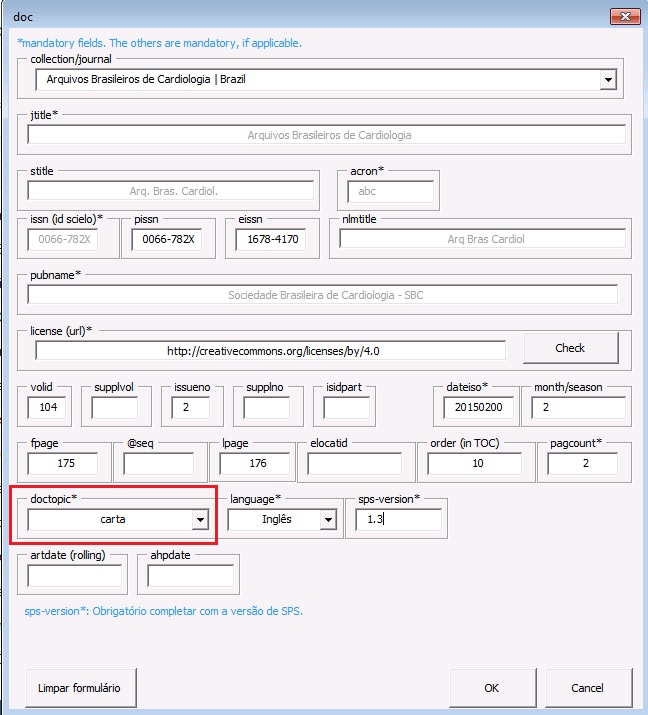 doc
*mandatory fields. The others are mandatory, if applicable.
collection/journal
Arquivos Brasileiros de Cardiologia | Brazil
jtitle*
Arquivos Brasileiros de Cardiologia
stitle acron*
Arq. Bras. Cardiol. abc
issn (id scielo)* pissn eissn nlmtitle
0066-782X 0066-782X 1678-4170 Arq Bras Cardiol
pubname*
Sociedade Brasileira de Cardiologia - SBC
license (url)*
http://creativecommons.org/licenses/by/4.0 Check
volid supplvol issueno supplno isidpart dateiso* month/season
104 2 20150200 2
fpage @seq lpage elocatid order (in TOC) pagcount*
175 176 10 2
doctopic* language* sps-version*
carta Inglês 1.3
artdate (rolling) ahpdate
sps-version*: Obrigatório completar com a versão de SPS.
Limpar formulário OK Cancel